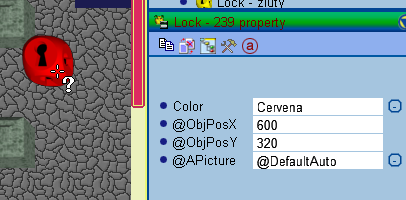 Lock - zluty
Lock - 239 property
a
Color Cervena
@ObjPosX 600
@ObjPosY 320
@APicture @DefaultAuto
?